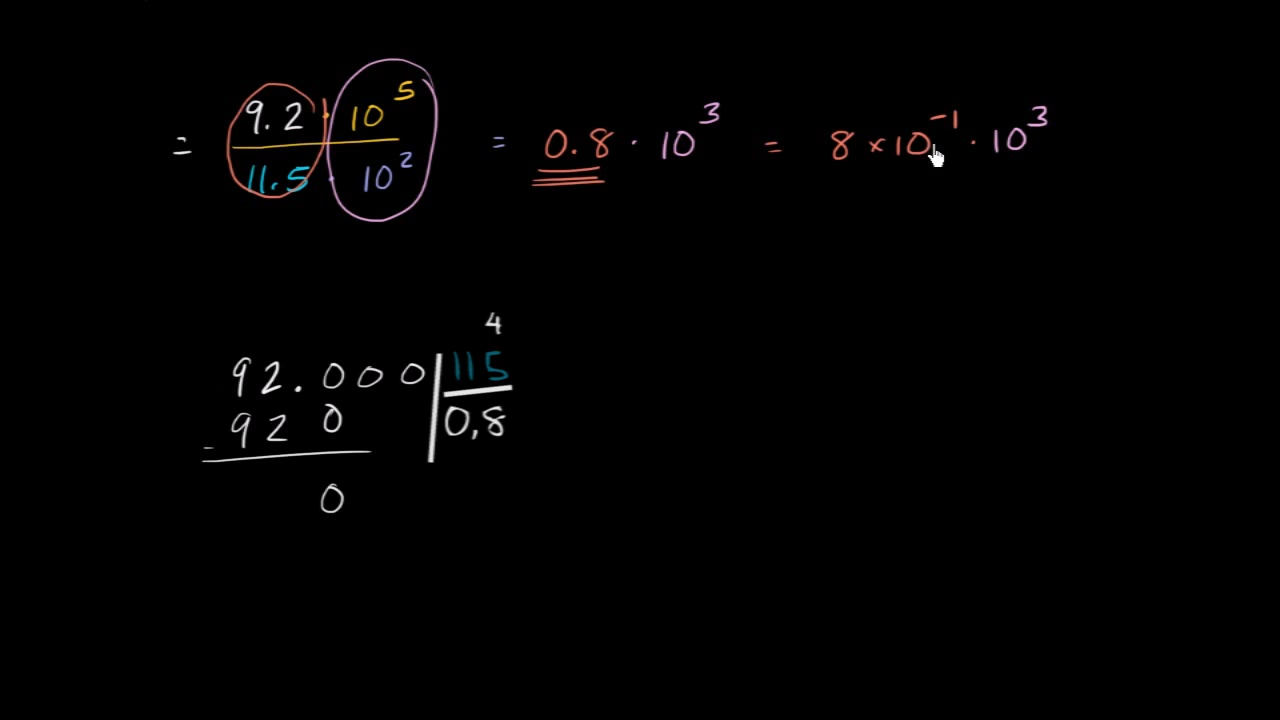 = 9.2 · 10^5 / 11.5 · 10^2 = 0.8 · 10^3 = 8 × 10^-1 · 10^3
4
92.000 115
- 92 0 0,8
0